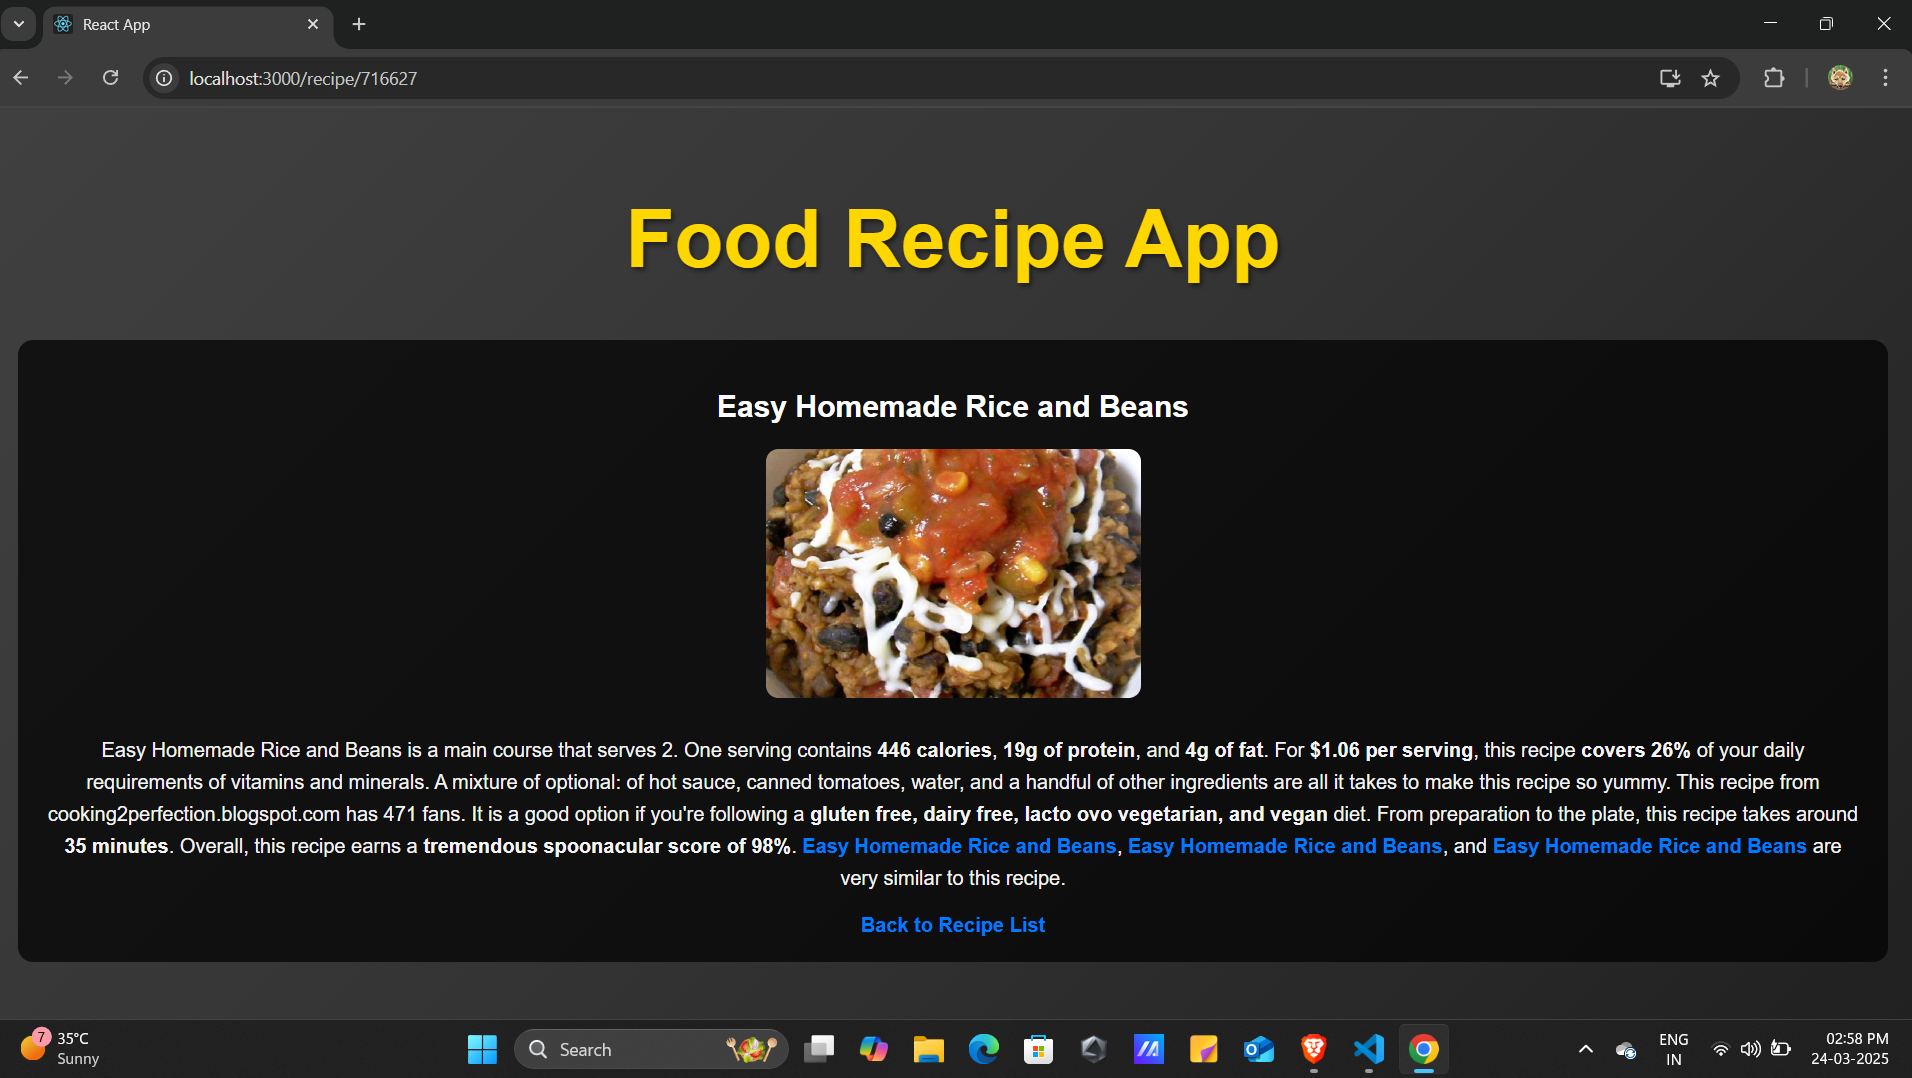 React App
localhost:3000/recipe/716627
Food Recipe App
Easy Homemade Rice and Beans
Easy Homemade Rice and Beans is a main course that serves 2. One serving contains 446 calories, 19g of protein, and 4g of fat. For $1.06 per serving, this recipe covers 26% of your daily
requirements of vitamins and minerals. A mixture of optional: of hot sauce, canned tomatoes, water, and a handful of other ingredients are all it takes to make this recipe so yummy. This recipe from
cooking2perfection.blogspot.com has 471 fans. It is a good option if you're following a gluten free, dairy free, lacto ovo vegetarian, and vegan diet. From preparation to the plate, this recipe takes around
35 minutes. Overall, this recipe earns a tremendous spoonacular score of 98%. Easy Homemade Rice and Beans, Easy Homemade Rice and Beans, and Easy Homemade Rice and Beans are
very similar to this recipe.
Back to Recipe List
7
35°C
Sunny
Search
ENG
IN
02:58 PM
24-03-2025